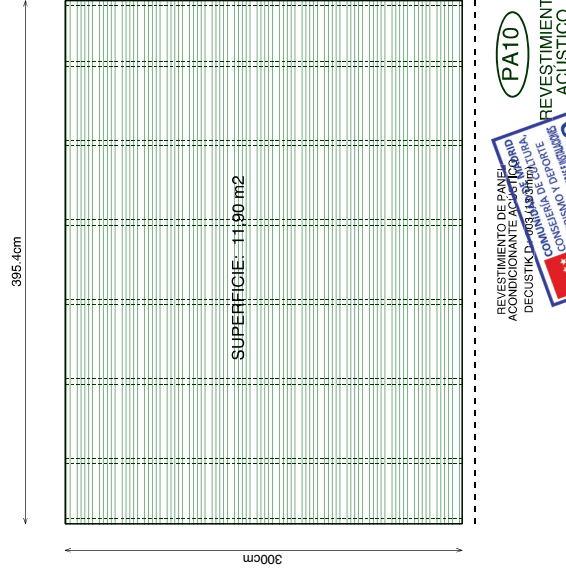 PA10
REVESTIMIENT
ACÚSTICO
REVESTIMIENTO DE PANEL
ACONDICIONANTE ACÚSTICO
DECUSTIK D
COMUNIDAD DE MADRID
CONSEJERÍA DE CULTURA,
Y DEPORTE
SUPERFICIE: 11,90 m2
395.4cm
300cm